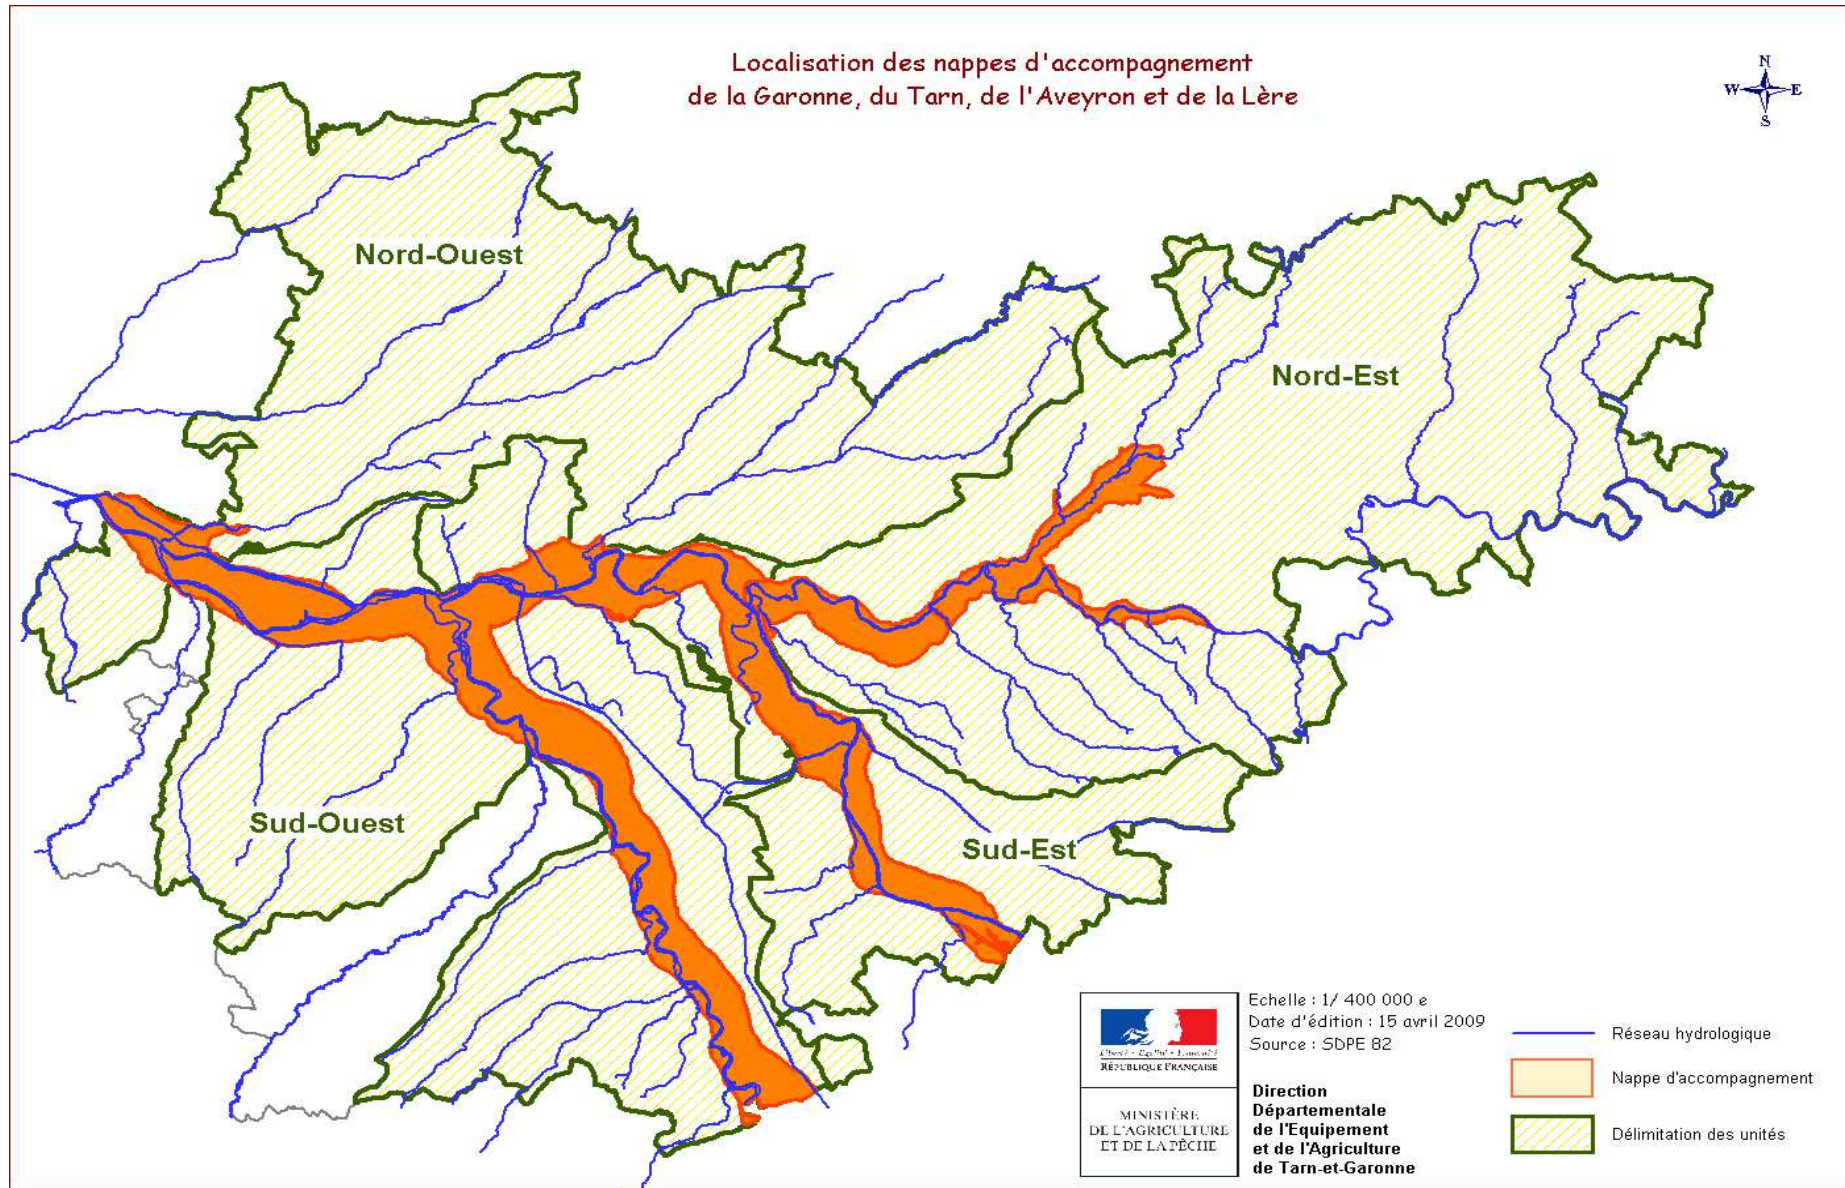 Localisation des nappes d'accompagnement
de la Garonne, du Tarn, de l'Aveyron et de la Lère
N
W E
S
Nord-Ouest
Nord-Est
Sud-Ouest
Sud-Est
Liberté • Égalité • Fraternité
RÉPUBLIQUE FRANÇAISE
MINISTÈRE
DE L'AGRICULTURE
ET DE LA PÊCHE
Echelle : 1/ 400 000 e
Date d'édition : 15 avril 2009
Source : SDPE 82
Direction
Départementale
de l'Equipement
et de l'Agriculture
de Tarn-et-Garonne
Réseau hydrologique
Nappe d'accompagnement
Délimitation des unités